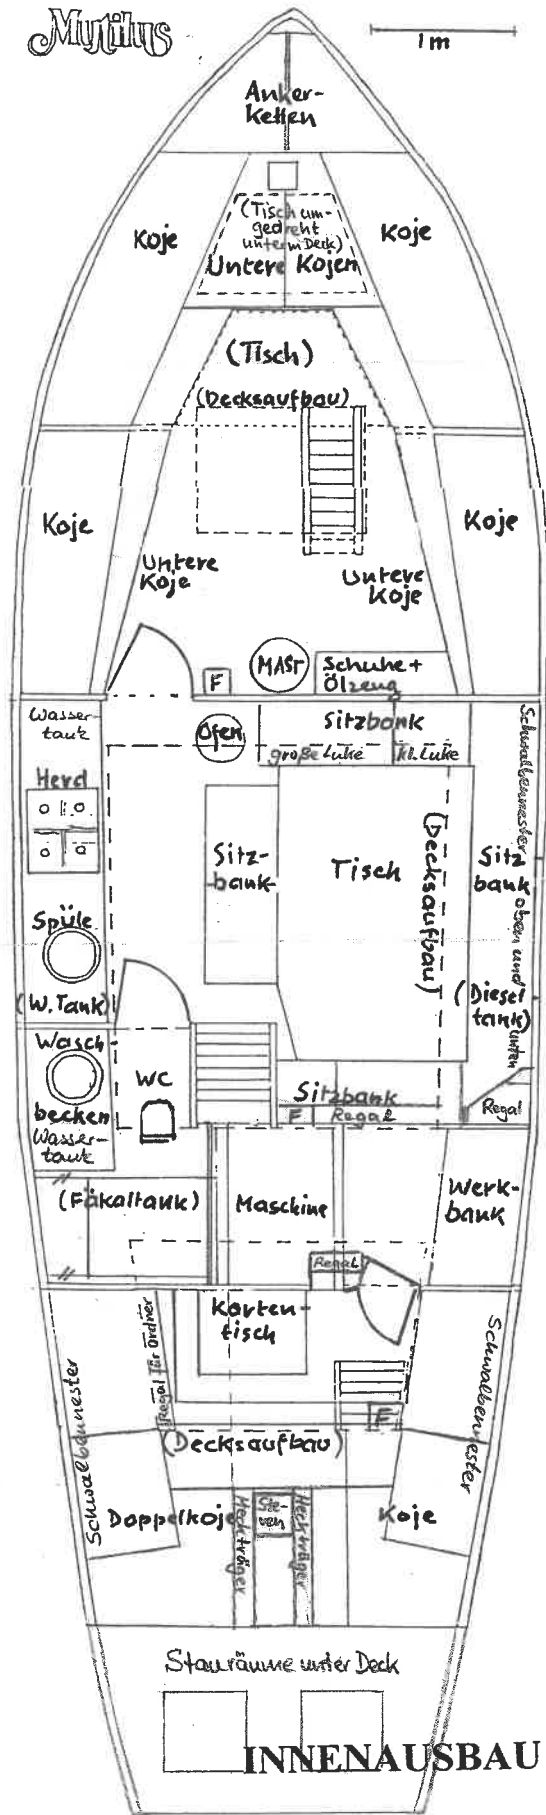 Mytilus
1m
Anker-
ketten
Koje
Koje
(Tisch um-
gedreht
unterm Deck)
Untere Kojen
(Tisch)
(Decksaufbau)
Koje
Koje
Untere
Koje
Untere
Koje
F
MAST
Schuhe +
Ölzeug
Wasser-
tank
Ofen
Sitzbank
große Luke
kl. Luke
Schwalbennester oben und unten
Herd
Sitz-
bank
Tisch
(Decksaufbau)
Sitz
bank
Spüle
(W. Tank)
(Diesel
tank)
Wasch-
becken
Wasser-
tank
WC
Sitzbank
F
Regal
Regal
(Fäkaltank)
Maschine
Werk-
bank
Regal
Karten-
tisch
Schwalbennester
Regal für Ordner
Schwalbennester
F
(Decksaufbau)
Doppelkoje
Heckträger
Heckträger
Koje
Stauräume unter Deck
INNENAUSBAU